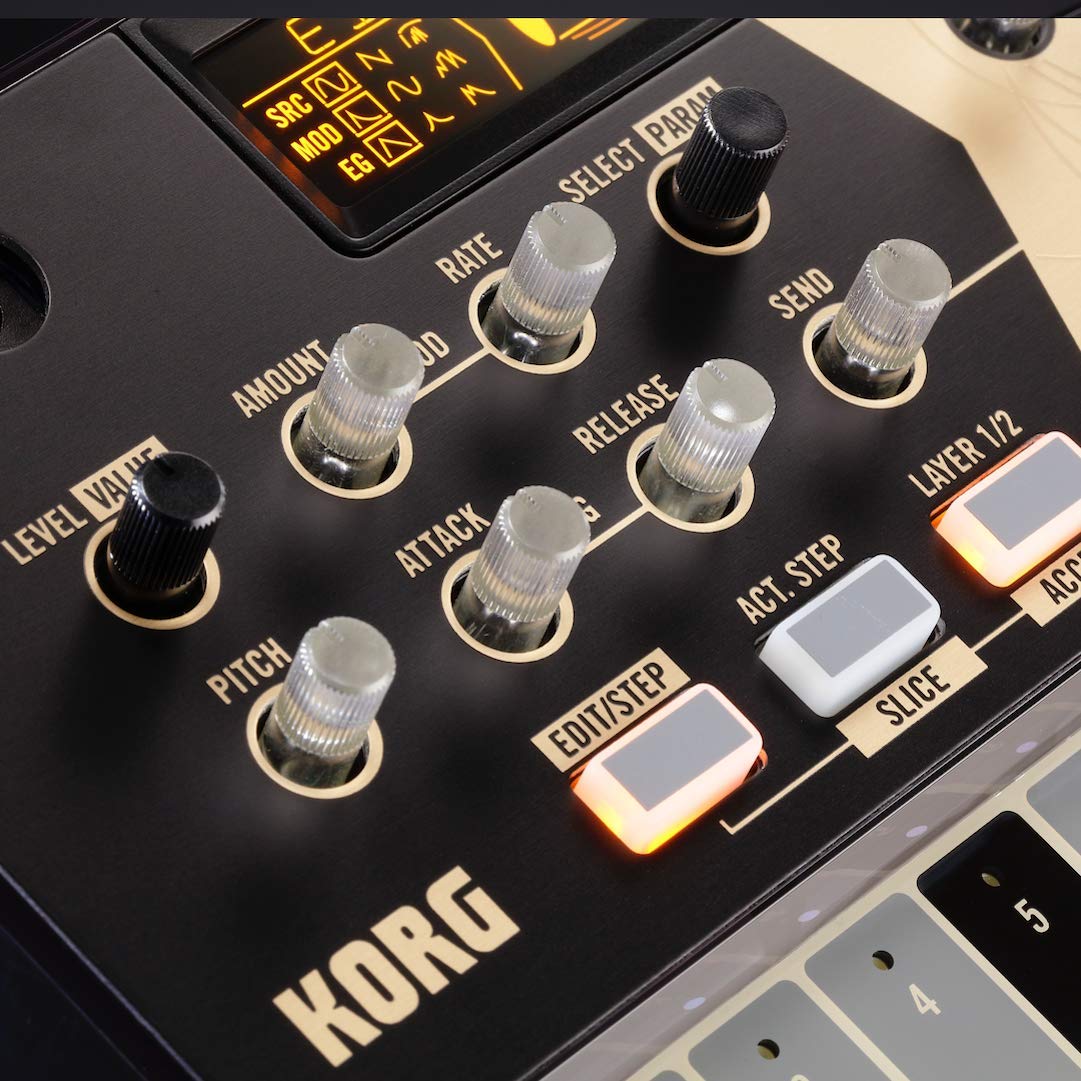 SRC
MOD
EG
SELECT PARAM
RATE
SEND
AMOUNT
RELEASE
LAYER 1/2
LEVEL VALUE
ATTACK
ACT. STEP
PITCH
EDIT/STEP
SLICE
KORG
5
4